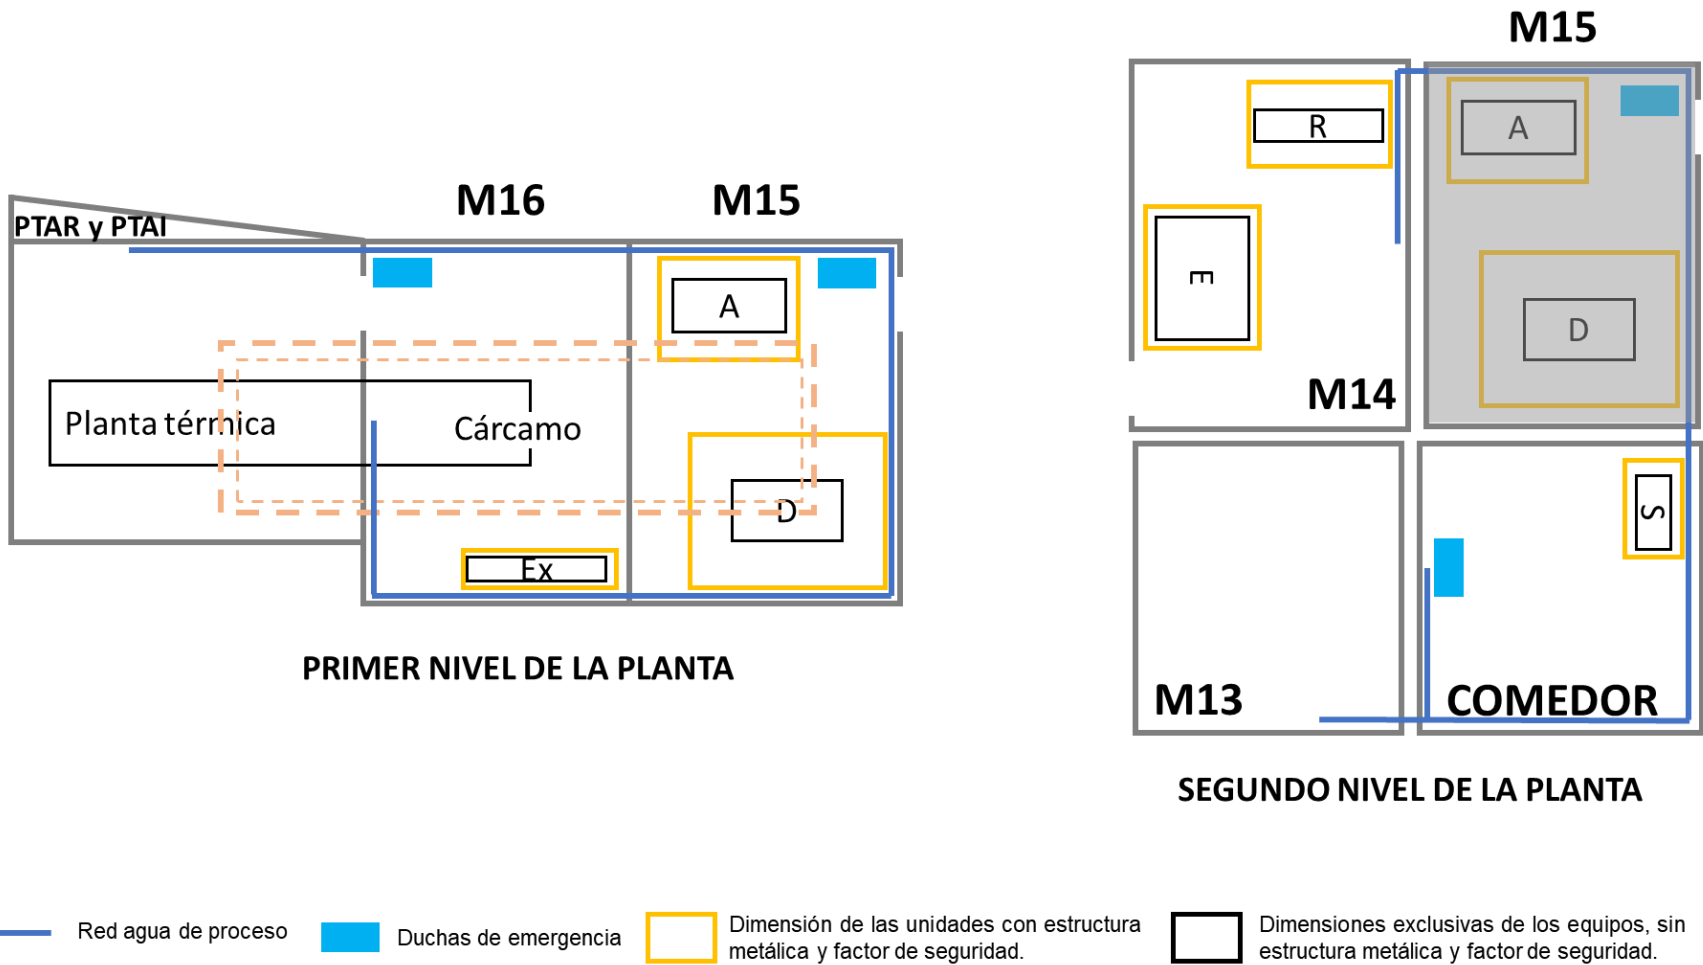 M16
M15
PTAR y PTAI
A
Planta térmica
Cárcamo
D
Ex
PRIMER NIVEL DE LA PLANTA
M15
R
A
E
D
M14
S
M13
COMEDOR
SEGUNDO NIVEL DE LA PLANTA
Red agua de proceso
Duchas de emergencia
Dimensión de las unidades con estructura
metálica y factor de seguridad.
Dimensiones exclusivas de los equipos, sin
estructura metálica y factor de seguridad.